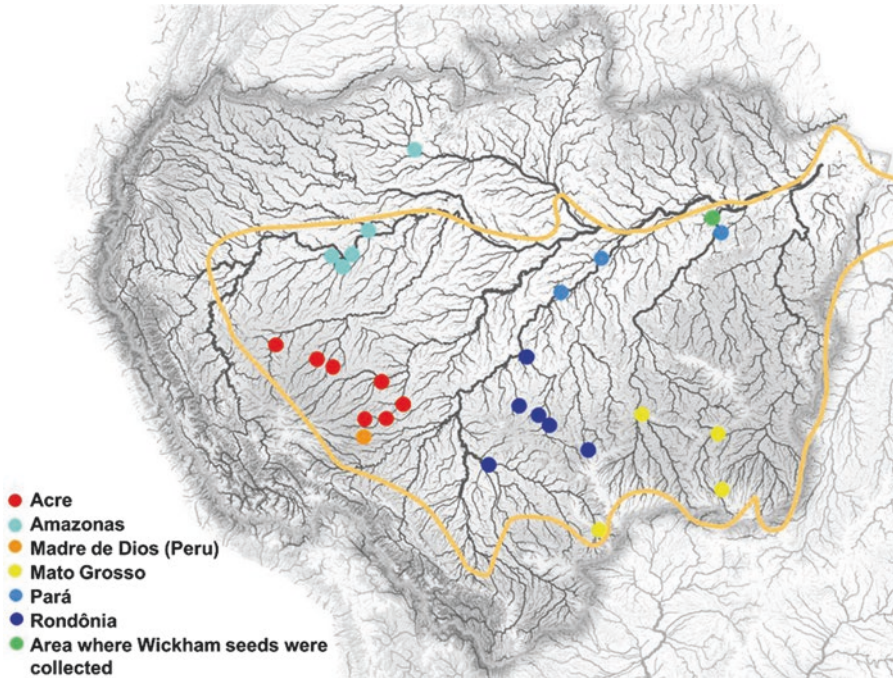 Acre
Amazonas
Madre de Dios (Peru)
Mato Grosso
Pará
Rondônia
Area where Wickham seeds were
collected